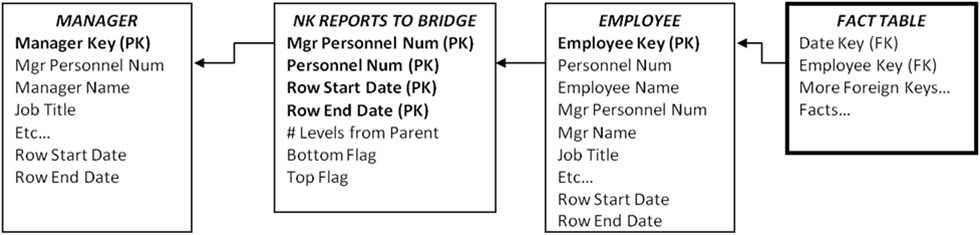 MANAGER
Manager Key (PK)
Mgr Personnel Num
Manager Name
Job Title
Etc...
Row Start Date
Row End Date
NK REPORTS TO BRIDGE
Mgr Personnel Num (PK)
Personnel Num (PK)
Row Start Date (PK)
Row End Date (PK)
# Levels from Parent
Bottom Flag
Top Flag
EMPLOYEE
Employee Key (PK)
Personnel Num
Employee Name
Mgr Personnel Num
Mgr Name
Job Title
Etc...
Row Start Date
Row End Date
FACT TABLE
Date Key (FK)
Employee Key (FK)
More Foreign Keys...
Facts...